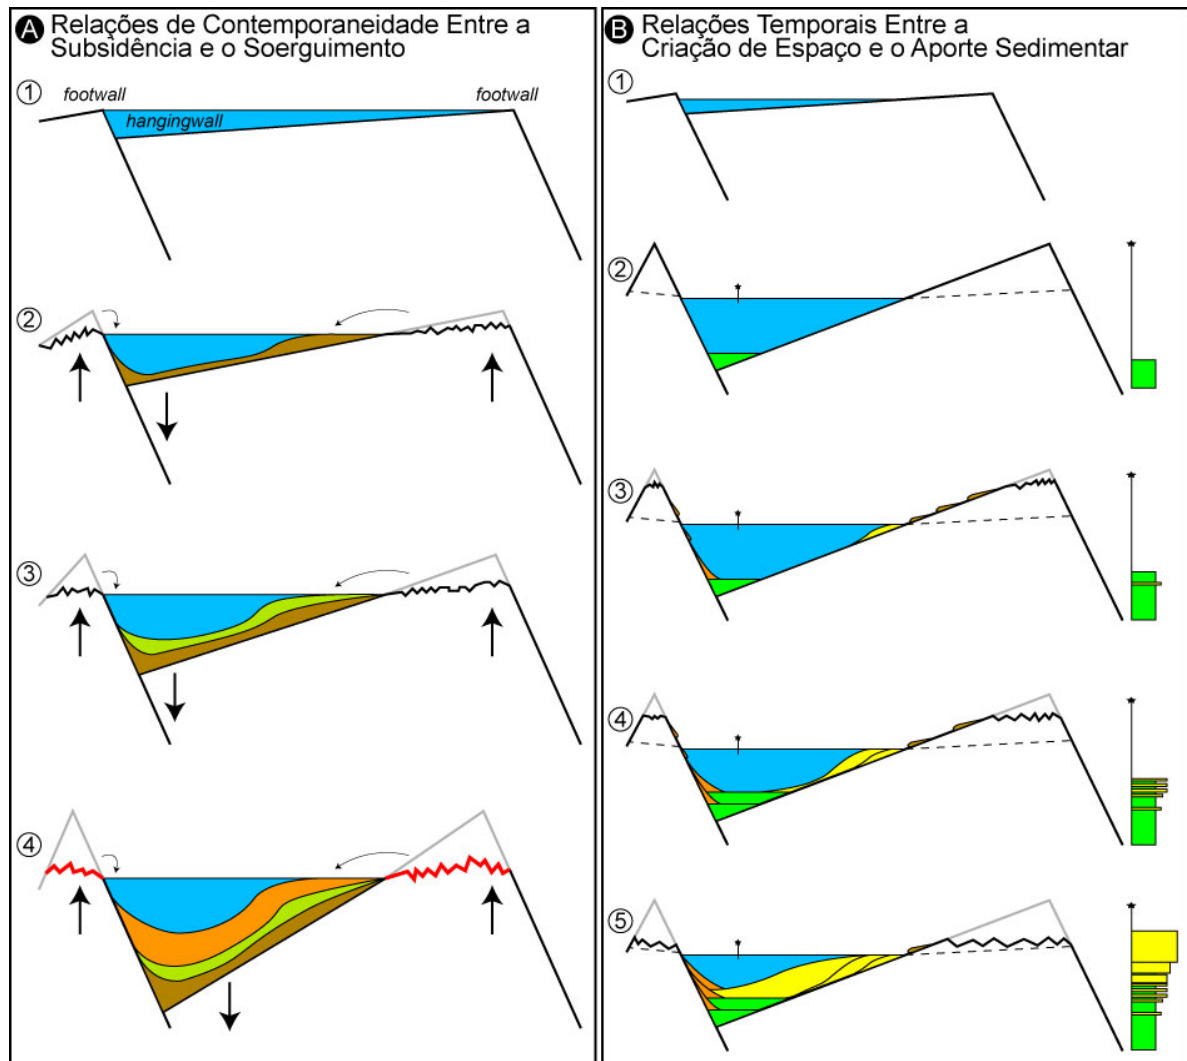 A Relações de Contemporaneidade Entre a
Subsidência e o Soerguimento
1
footwall
footwall
hangingwall
2
3
4
B Relações Temporais Entre a
Criação de Espaço e o Aporte Sedimentar
1
2
3
4
5